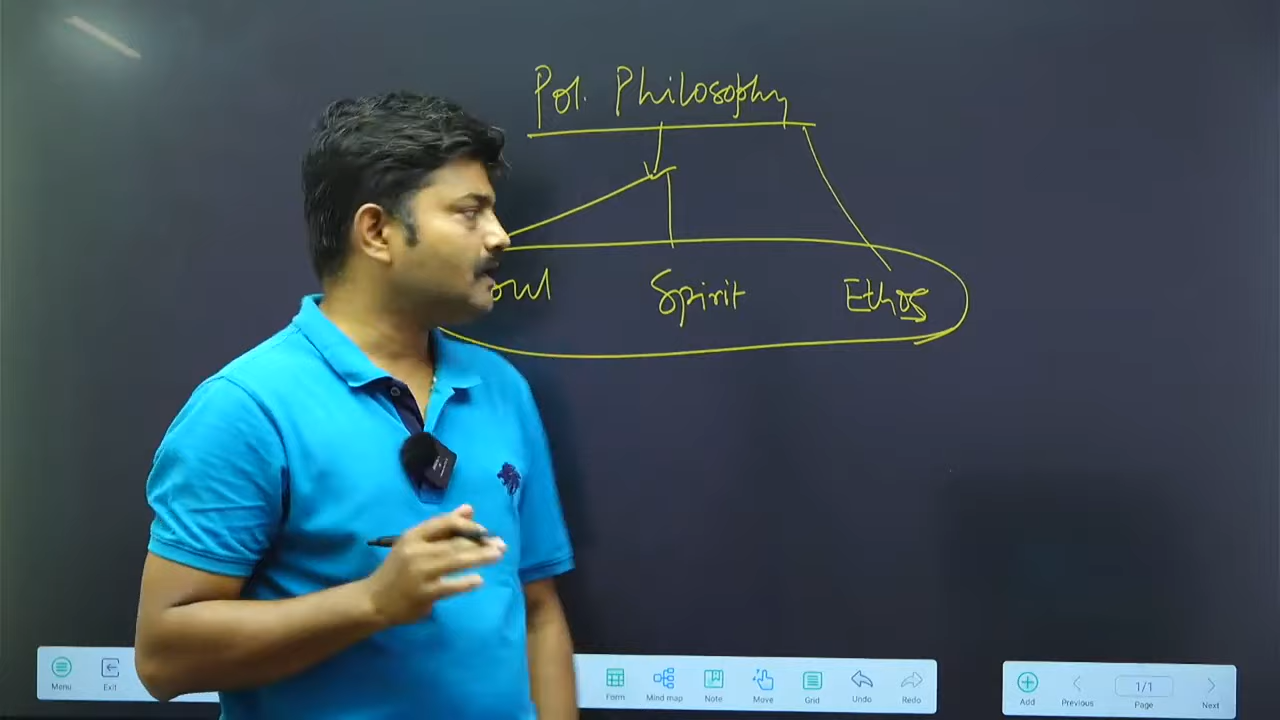 Pol. Philosophy
oul Spirit Ethos
Menu Exit Form Mind map Note Move Grid Undo Redo Add Previous 1/1 Page Next